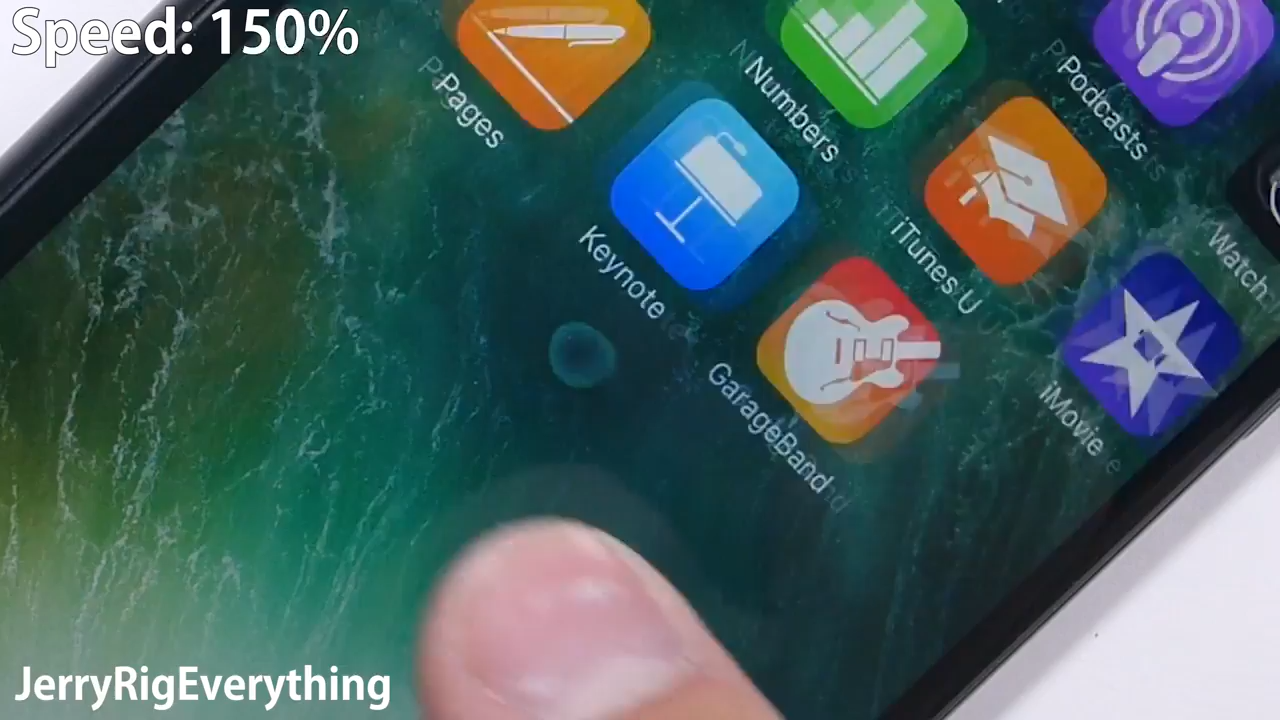 Speed: 150%
Pages
Numbers
Podcasts
Keynote
iTunes U
Watch
GarageBand
iMovie
JerryRigEverything